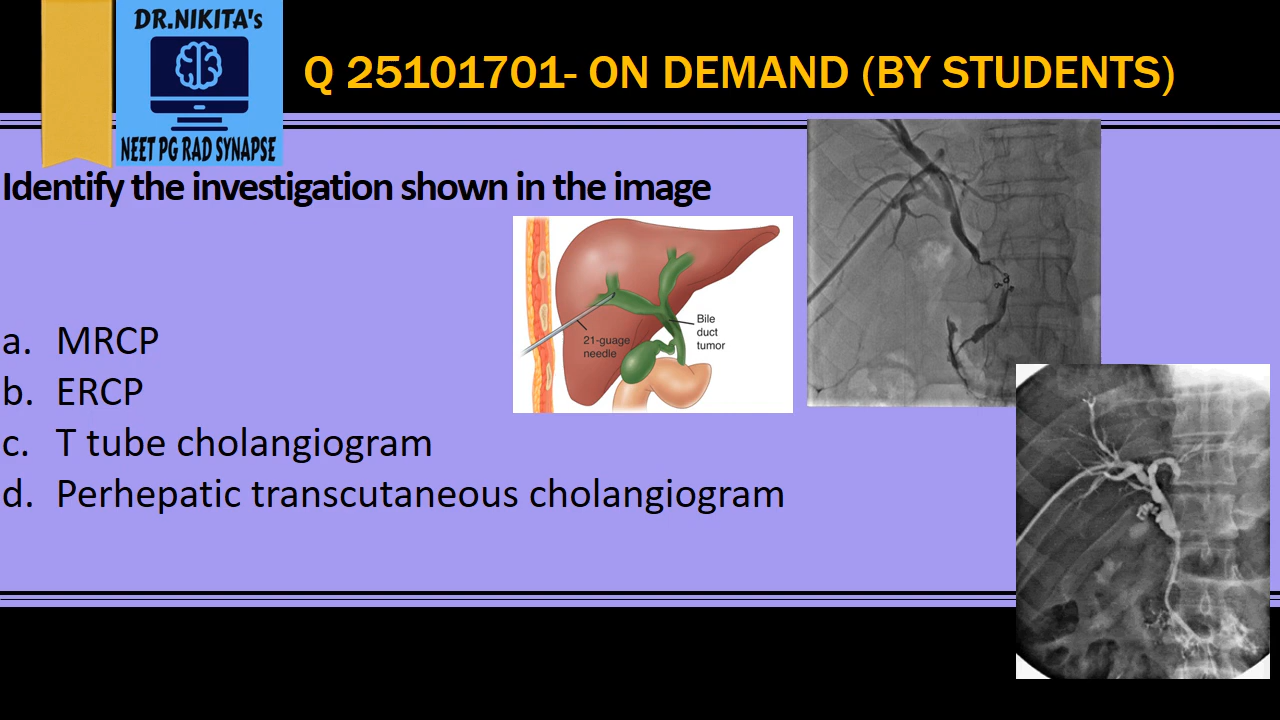 DR.NIKITA's
NEET PG RAD SYNAPSE
Q 25101701- ON DEMAND (BY STUDENTS)
Identify the investigation shown in the image
21-guage
needle
Bile
duct
tumor
a. MRCP
b. ERCP
c. T tube cholangiogram
d. Perhepatic transcutaneous cholangiogram